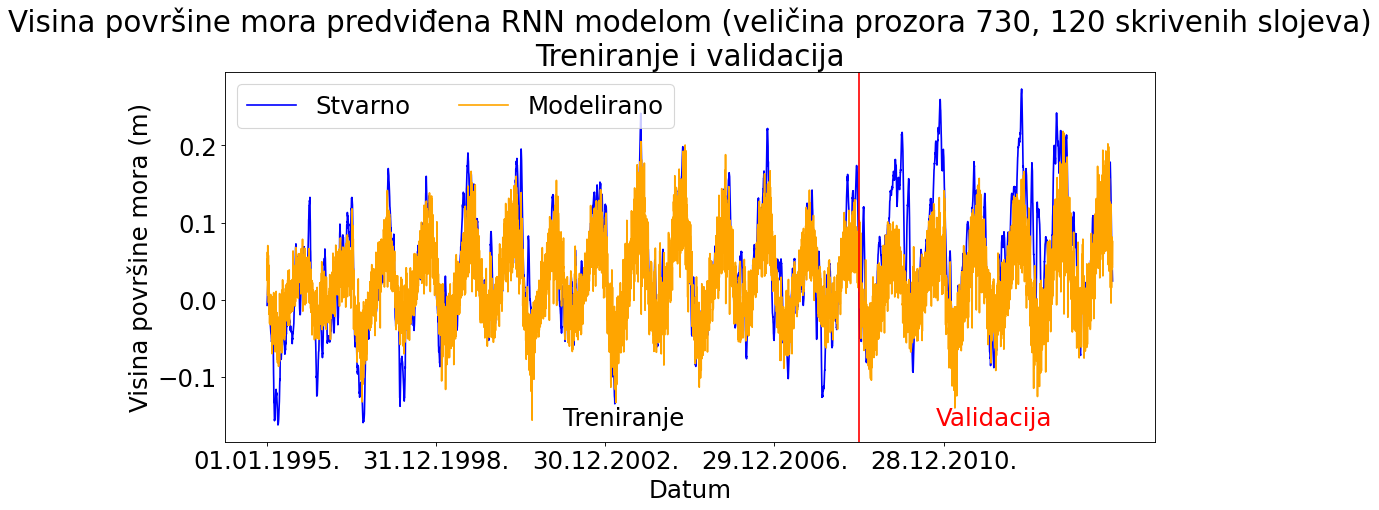 Visina površine mora predviđena RNN modelom (veličina prozora 730, 120 skrivenih slojeva)
Treniranje i validacija
Stvarno Modelirano
Visina površine mora (m)
0.2
0.1
0.0
−0.1
Treniranje Validacija
01.01.1995. 31.12.1998. 30.12.2002. 29.12.2006. 28.12.2010.
Datum